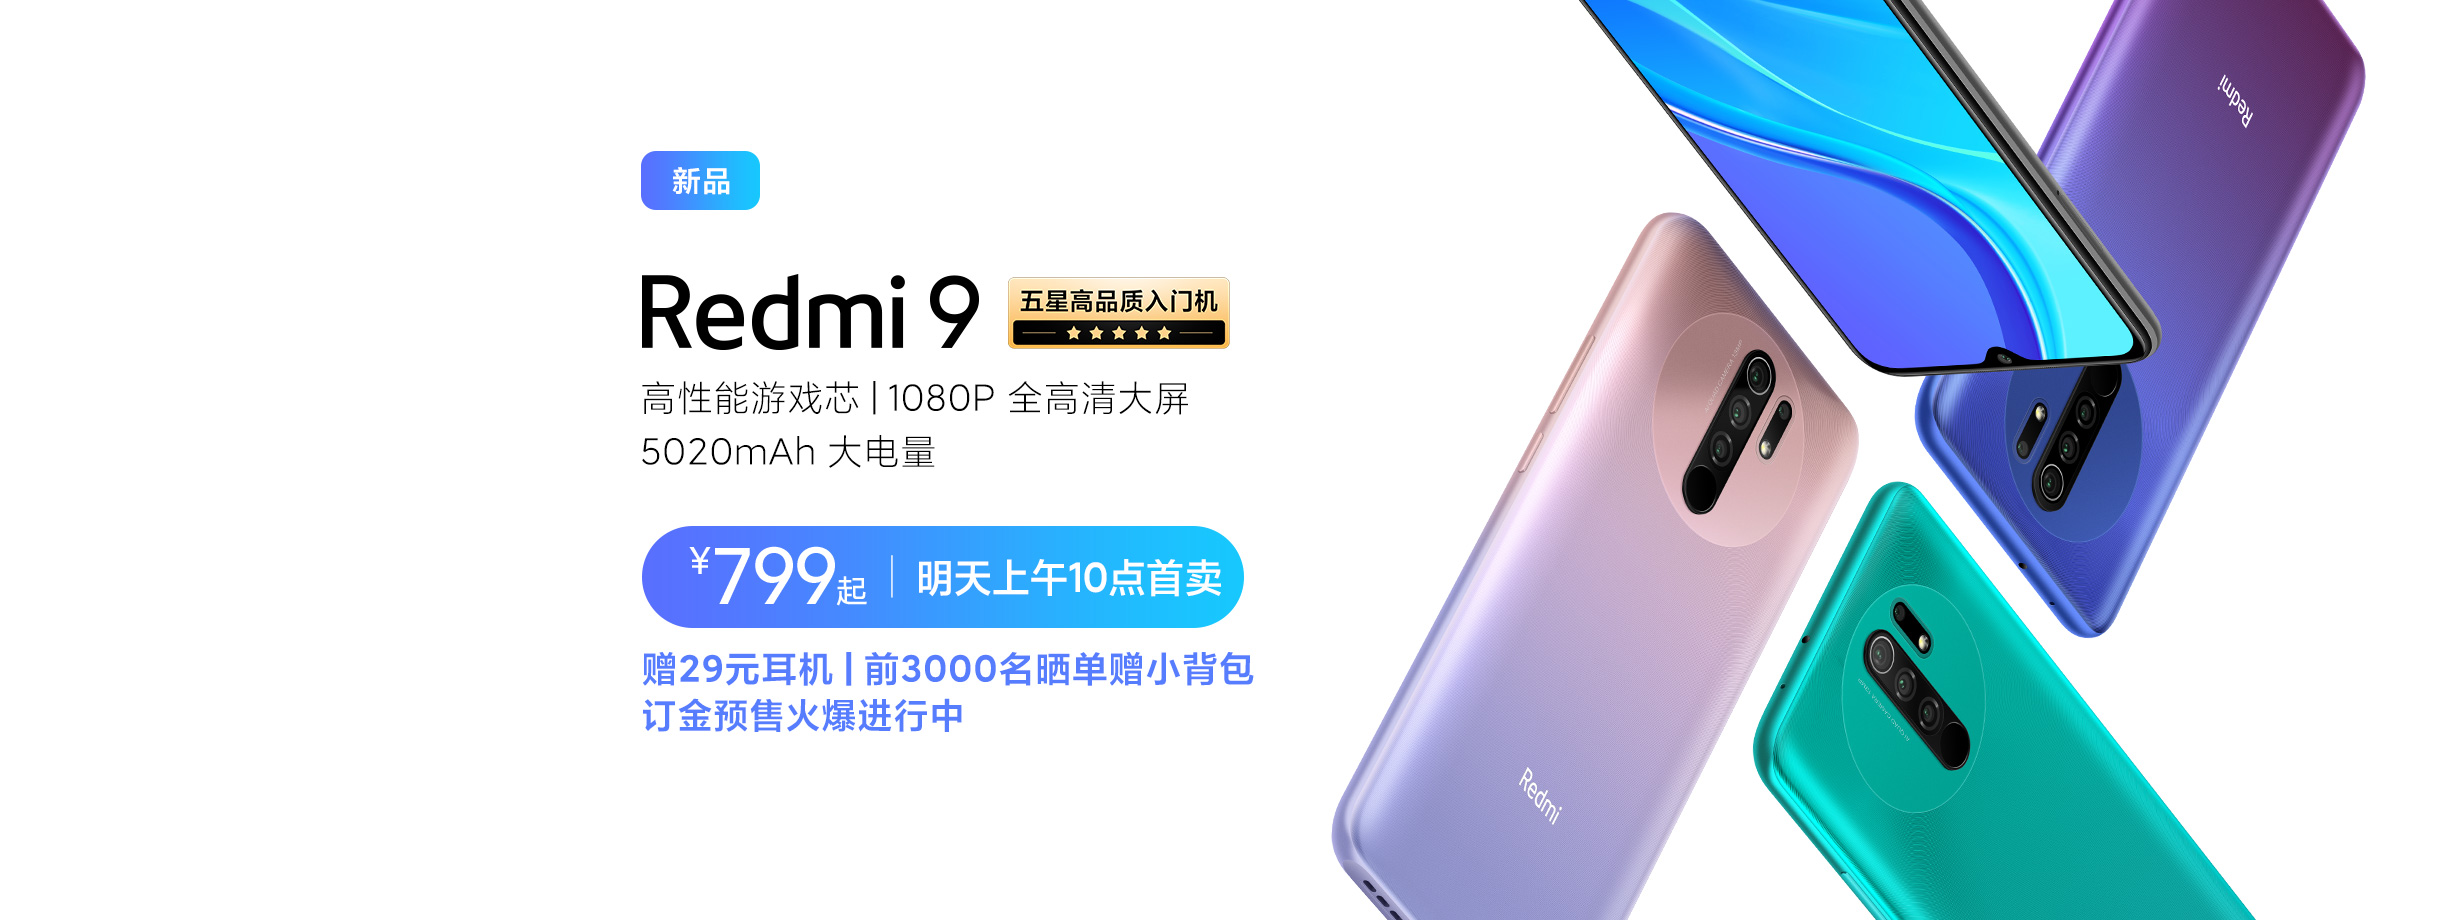 新品
Redmi 9
五星高品质入门机
高性能游戏芯 | 1080P 全高清大屏
5020mAh 大电量
¥799起 | 明天上午10点首卖
赠29元耳机 | 前3000名晒单赠小背包
订金预售火爆进行中
Redmi
Redmi